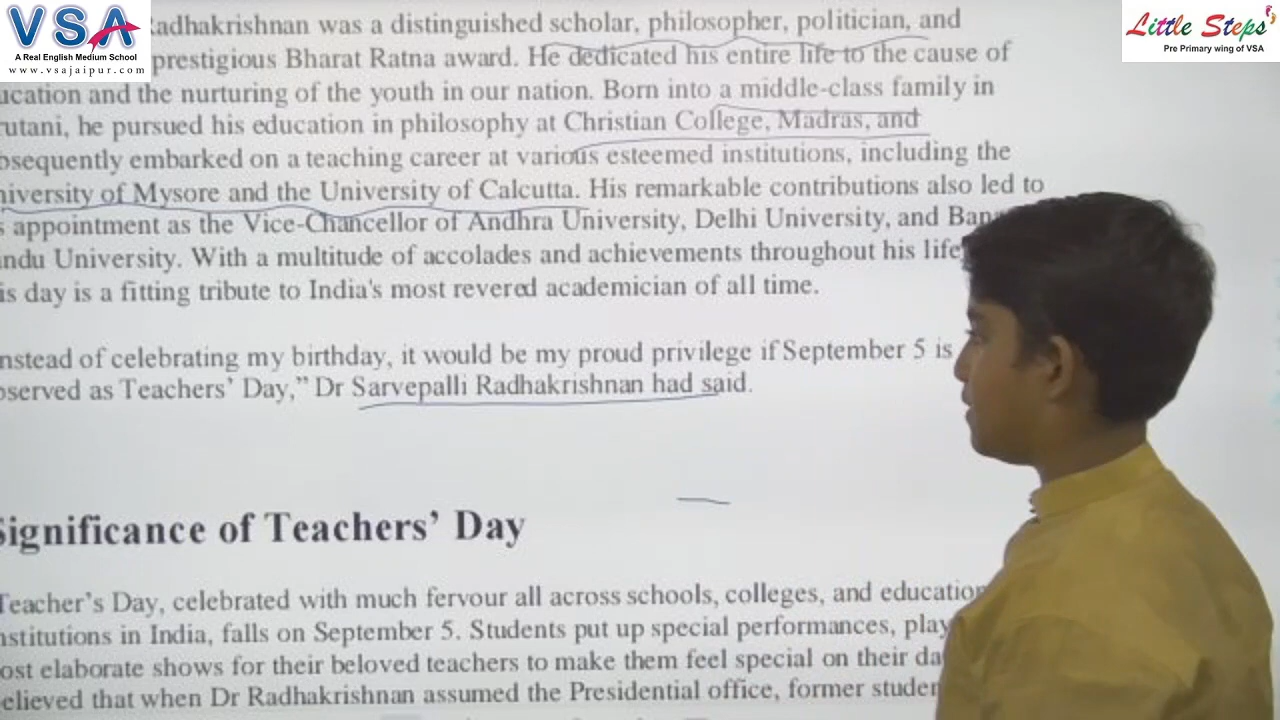 VSA
A Real English Medium School
www.vsajaipur.com
Little Steps
Pre Primary wing of VSA
adhakrishnan was a distinguished scholar, philosopher, politician, and
prestigious Bharat Ratna award. He dedicated his entire life to the cause of
ucation and the nurturing of the youth in our nation. Born into a middle-class family in
utani, he pursued his education in philosophy at Christian College, Madras, and
bsequently embarked on a teaching career at various esteemed institutions, including the
niversity of Mysore and the University of Calcutta. His remarkable contributions also led to
s appointment as the Vice-Chancellor of Andhra University, Delhi University, and Bana
ndu University. With a multitude of accolades and achievements throughout his life
is day is a fitting tribute to India's most revered academician of all time.
nstead of celebrating my birthday, it would be my proud privilege if September 5 is
bserved as Teachers’ Day,” Dr Sarvepalli Radhakrishnan had said.
Significance of Teachers’ Day
Teacher’s Day, celebrated with much fervour all across schools, colleges, and education
nstitutions in India, falls on September 5. Students put up special performances, play
ost elaborate shows for their beloved teachers to make them feel special on their da
elieved that when Dr Radhakrishnan assumed the Presidential office, former studen